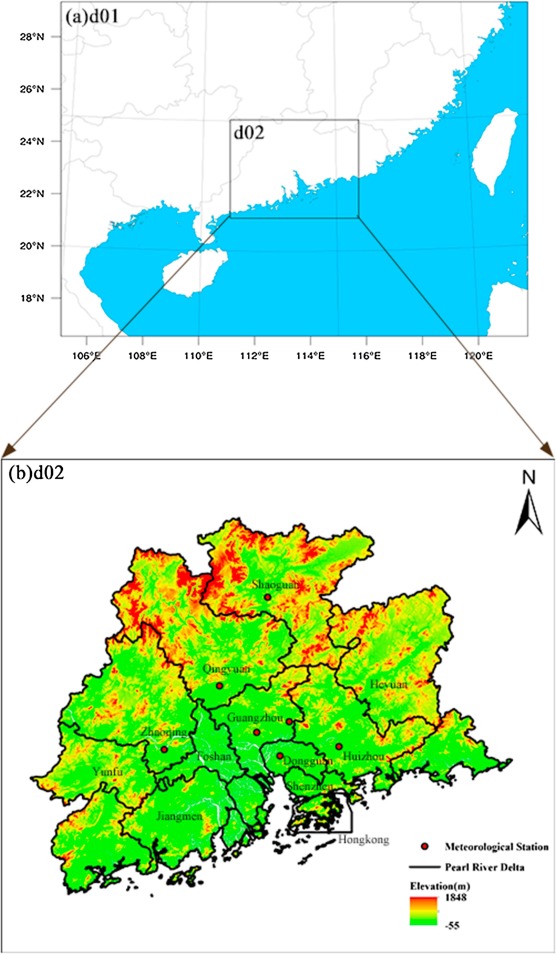 (a)d01
28°N
26°N
24°N
d02
22°N
20°N
18°N
106°E 108°E 110°E 112°E 114°E 116°E 118°E 120°E
(b)d02
N
Shaoguan
Qingyuan
Heyuan
Guangzhou
Zhaoqing
Foshan
Dongguan
Huizhou
Yunfu
Shenzhen
Jiangmen
Hongkong
Meteorological Station
Pearl River Delta
Elevation(m)
1848
-55